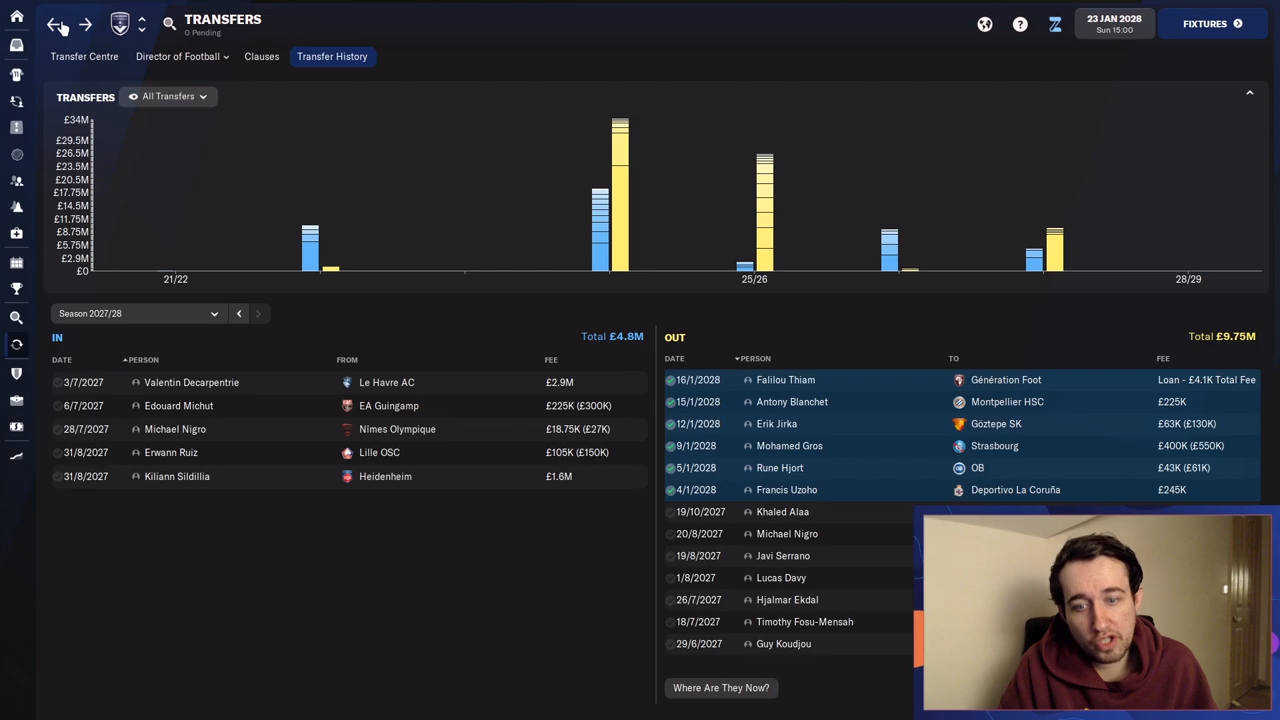 TRANSFERS
0 Pending
23 JAN 2028
Sun 15:00
FIXTURES
Transfer Centre
Director of Football
Clauses
Transfer History
TRANSFERS
All Transfers
£34M
£29.5M
£26.5M
£23.5M
£20.5M
£17.75M
£14.5M
£11.75M
£8.75M
£5.75M
£2.9M
£0
21/22
25/26
28/29
Season 2027/28
IN
Total £4.8M
DATE PERSON FROM FEE
3/7/2027 Valentin Decarpentrie Le Havre AC £2.9M
6/7/2027 Edouard Michut EA Guingamp £225K (£300K)
28/7/2027 Michael Nigro Nîmes Olympique £18.75K (£27K)
31/8/2027 Erwann Ruiz Lille OSC £105K (£150K)
31/8/2027 Kiliann Sildillia Heidenheim £1.6M
OUT
Total £9.75M
DATE PERSON TO FEE
16/1/2028 Falilou Thiam Génération Foot Loan - £4.1K Total Fee
15/1/2028 Antony Blanchet Montpellier HSC £225K
12/1/2028 Erik Jirka Göztepe SK £63K (£130K)
9/1/2028 Mohamed Gros Strasbourg £400K (£550K)
5/1/2028 Rune Hjort OB £43K (£61K)
4/1/2028 Francis Uzoho Deportivo La Coruña £245K
19/10/2027 Khaled Alaa
20/8/2027 Michael Nigro
19/8/2027 Javi Serrano
1/8/2027 Lucas Davy
26/7/2027 Hjalmar Ekdal
18/7/2027 Timothy Fosu-Mensah
29/6/2027 Guy Koudjou
Where Are They Now?